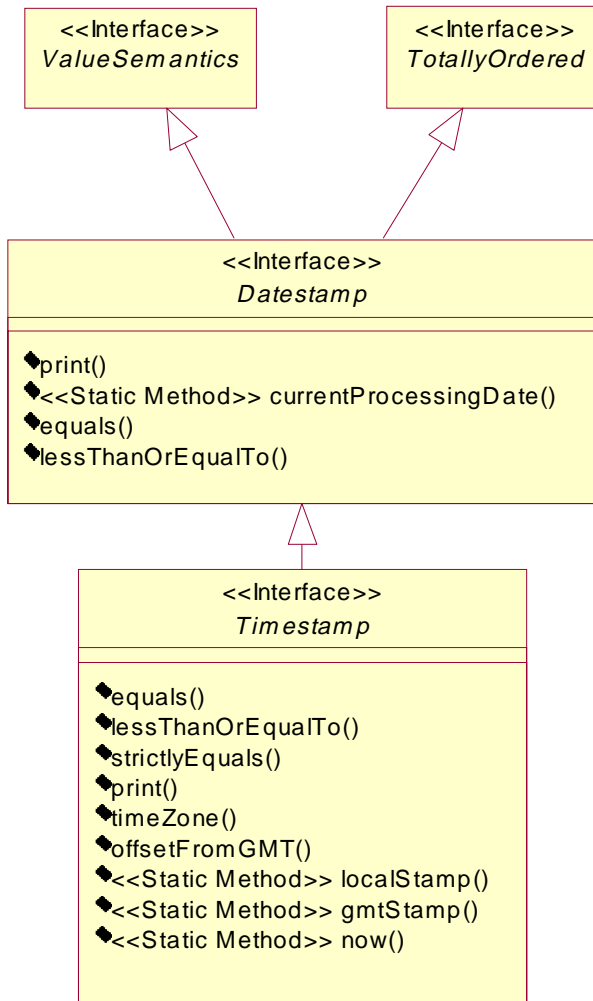 <<Interface>>
ValueSemantics
<<Interface>>
TotallyOrdered
<<Interface>>
Datestamp
print()
<<Static Method>> currentProcessingDate()
equals()
lessThanOrEqualTo()
<<Interface>>
Timestamp
equals()
lessThanOrEqualTo()
strictlyEquals()
print()
timeZone()
offsetFromGMT()
<<Static Method>> localStamp()
<<Static Method>> gmtStamp()
<<Static Method>> now()